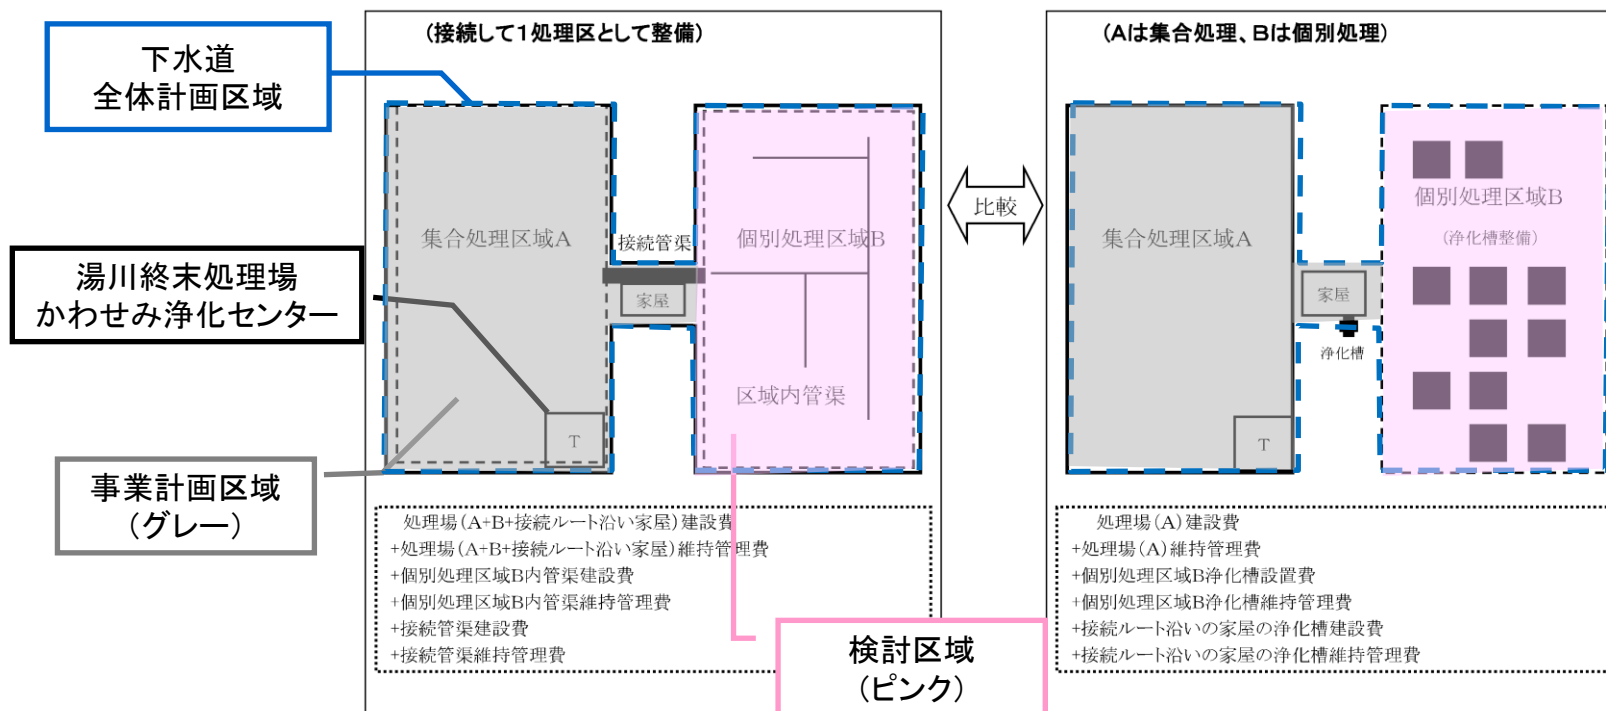 (接続して1処理区として整備)
(Aは集合処理、Bは個別処理)
下水道
全体計画区域
湯川終末処理場
かわせみ浄化センター
事業計画区域
(グレー)
集合処理区域A
接続管渠
家屋
個別処理区域B
区域内管渠
T
比較
集合処理区域A
家屋
浄化槽
個別処理区域B
(浄化槽整備)
T
処理場(A+B+接続ルート沿い家屋)建設費
+処理場(A+B+接続ルート沿い家屋)維持管理費
+個別処理区域B内管渠建設費
+個別処理区域B内管渠維持管理費
+接続管渠建設費
+接続管渠維持管理費
検討区域
(ピンク)
処理場(A)建設費
+処理場(A)維持管理費
+個別処理区域B浄化槽設置費
+個別処理区域B浄化槽維持管理費
+接続ルート沿いの家屋の浄化槽建設費
+接続ルート沿いの家屋の浄化槽維持管理費